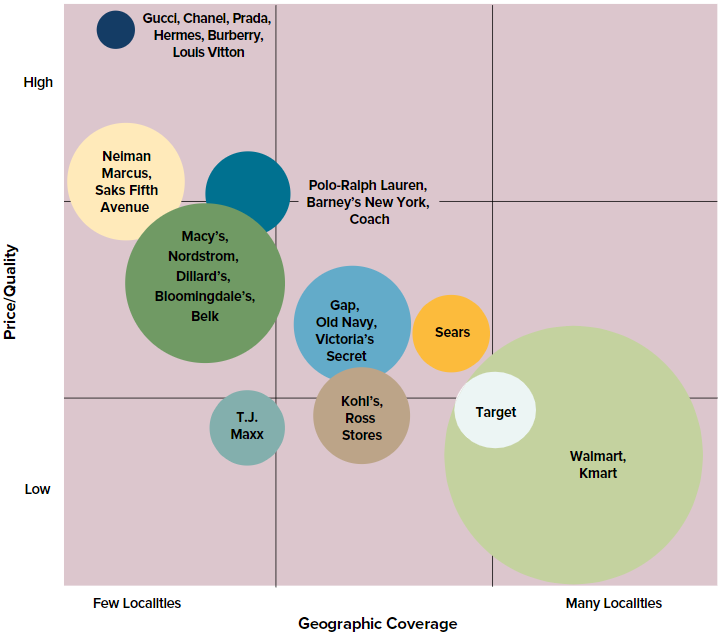 Gucci, Chanel, Prada,
Hermes, Burberry,
Louis Vitton
High
Neiman
Marcus,
Saks Fifth
Avenue
Polo-Ralph Lauren,
Barney's New York,
Coach
Macy's,
Nordstrom,
Dillard's,
Bloomingdale's,
Belk
Price/Quality
Gap,
Old Navy,
Victoria's
Secret
Sears
Kohl's,
Ross
Stores
T.J.
Maxx
Target
Walmart,
Kmart
Low
Few Localities
Many Localities
Geographic Coverage